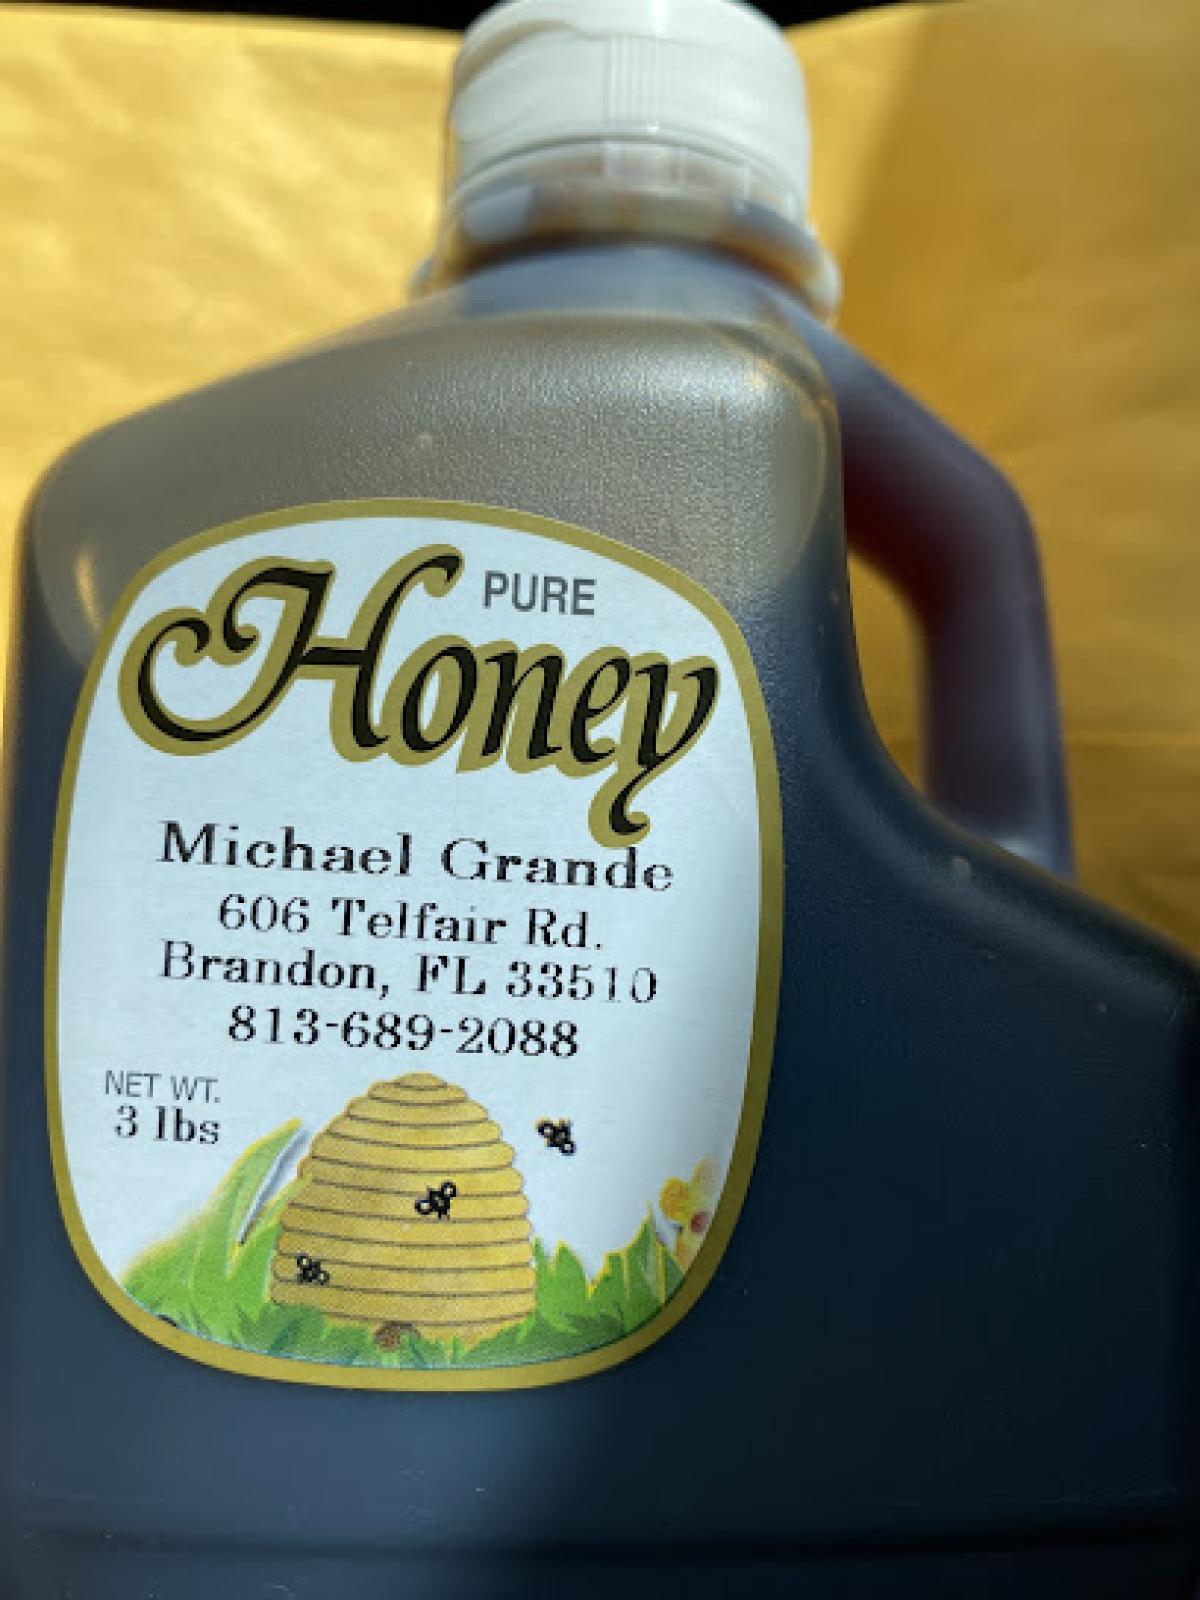 PURE
Honey
Michael Grande
606 Telfair Rd.
Brandon, FL 33510
813-689-2088
NET WT.
3 lbs